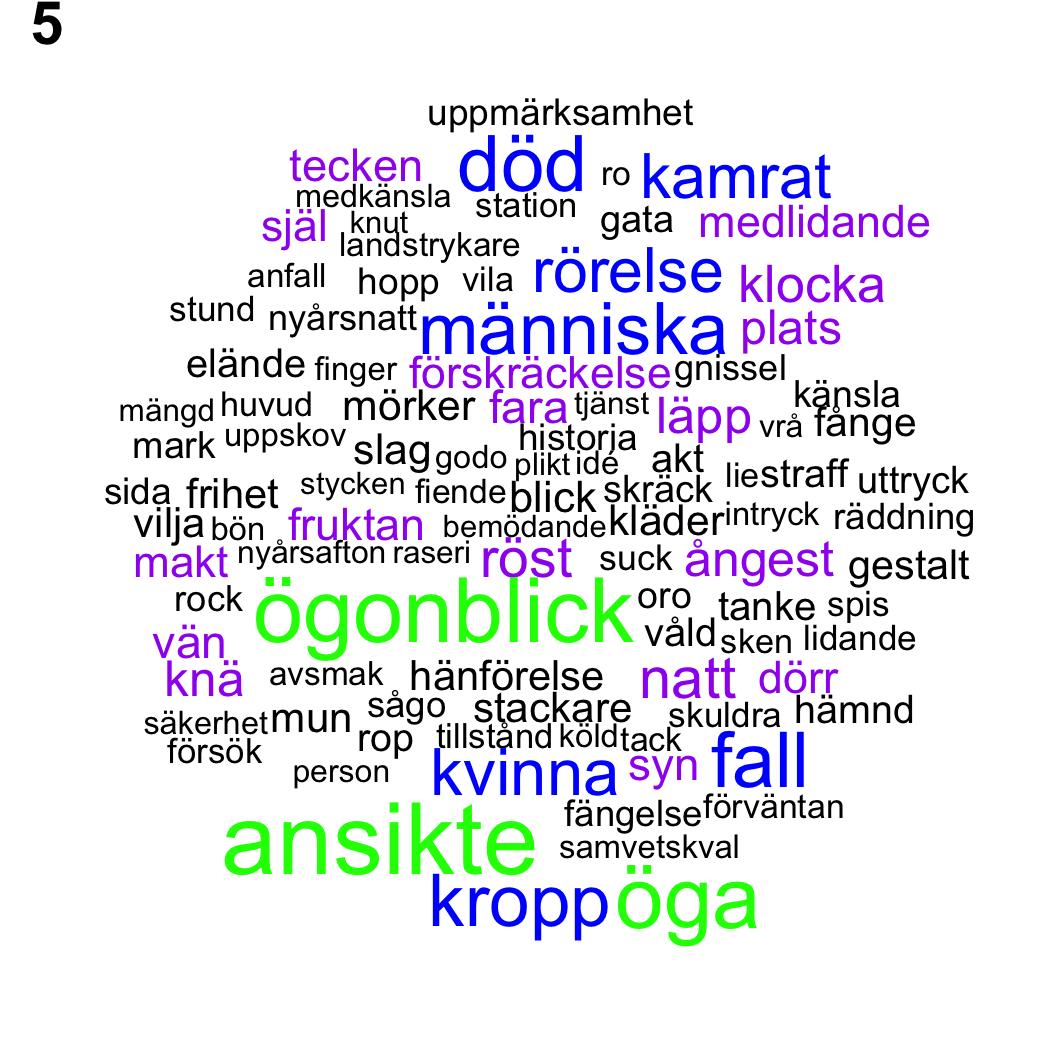 5
uppmärksamhet
tecken död ro kamrat
medkänsla station
själ knut gata medlidande
landstrykare
anfall hopp vila rörelse klocka
stund nyårsnatt människa plats
elände finger förskräckelse gnissel
mängd huvud mörker fara tjänst läpp känsla
mark uppskov slag historja vrå fånge
godo plikt idé akt lie straff uttryck
sida frihet stycken fiende blick skräck
vilja bön fruktan bemödande kläder intryck räddning
makt nyårsafton raseri röst suck ångest gestalt
rock ögonblick oro tanke spis
vän våld sken lidande
knä avsmak hänförelse natt dörr
säkerhet mun sågo stackare skuldra hämnd
försök rop tillstånd köld tack
person kvinna syn fall
ansikte fängelse förväntan
samvetskval
kropp öga